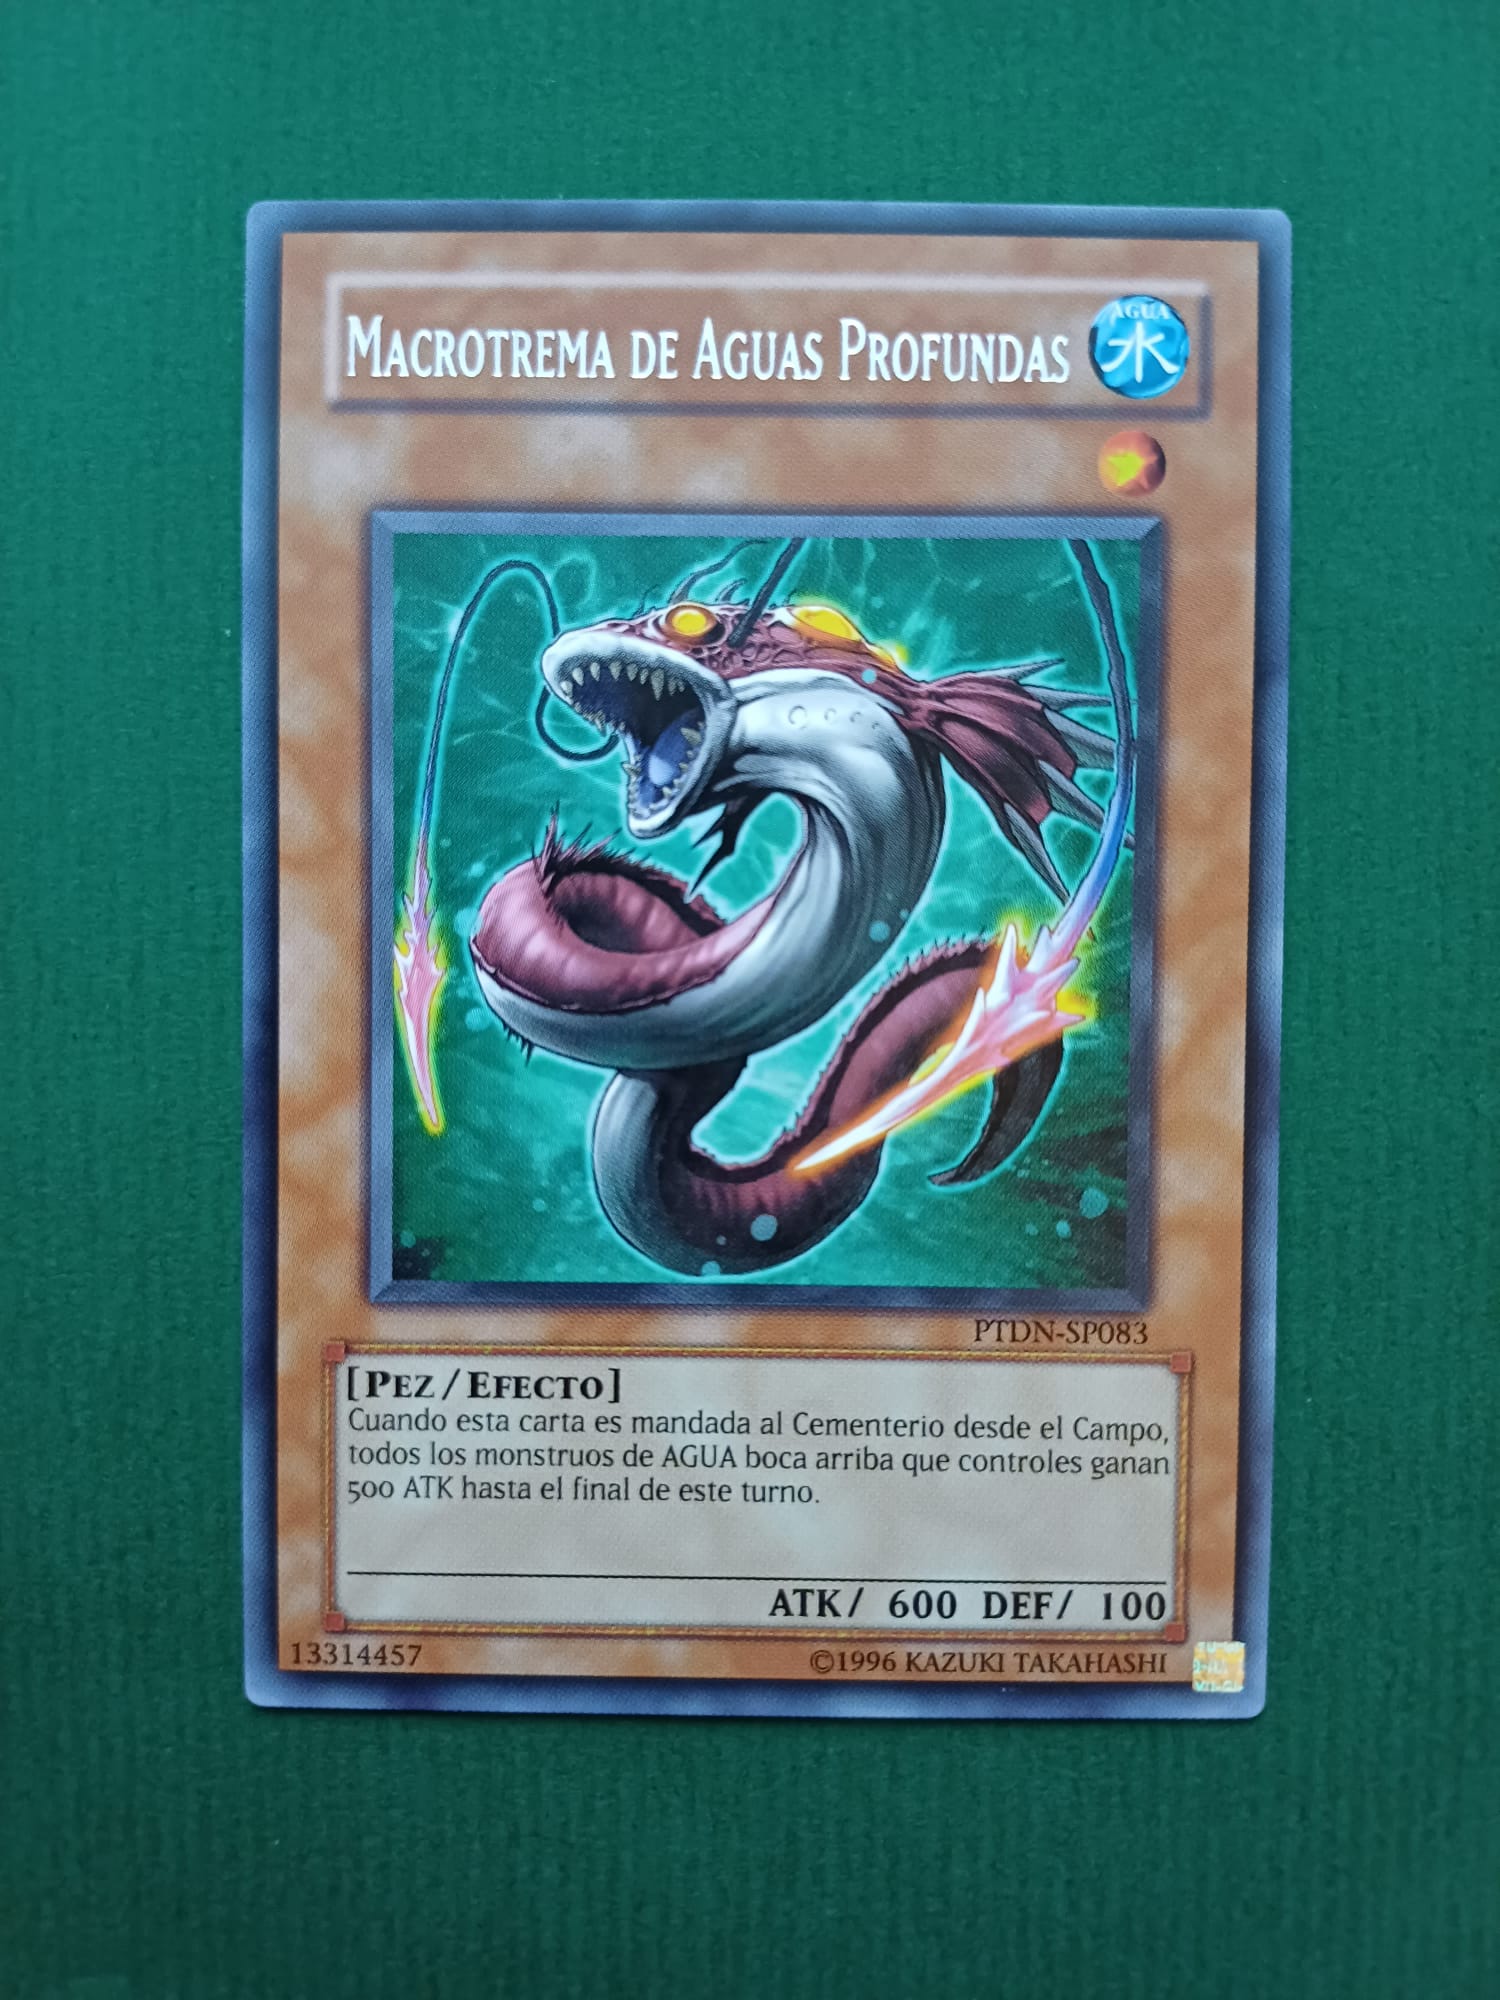 MACROTREMA DE AGUAS PROFUNDAS
AGUA
水
PTDN-SP083
[PEZ / EFECTO]
Cuando esta carta es mandada al Cementerio desde el Campo,
todos los monstruos de AGUA boca arriba que controles ganan
500 ATK hasta el final de este turno.
ATK/ 600 DEF/ 100
13314457
©1996 KAZUKI TAKAHASHI